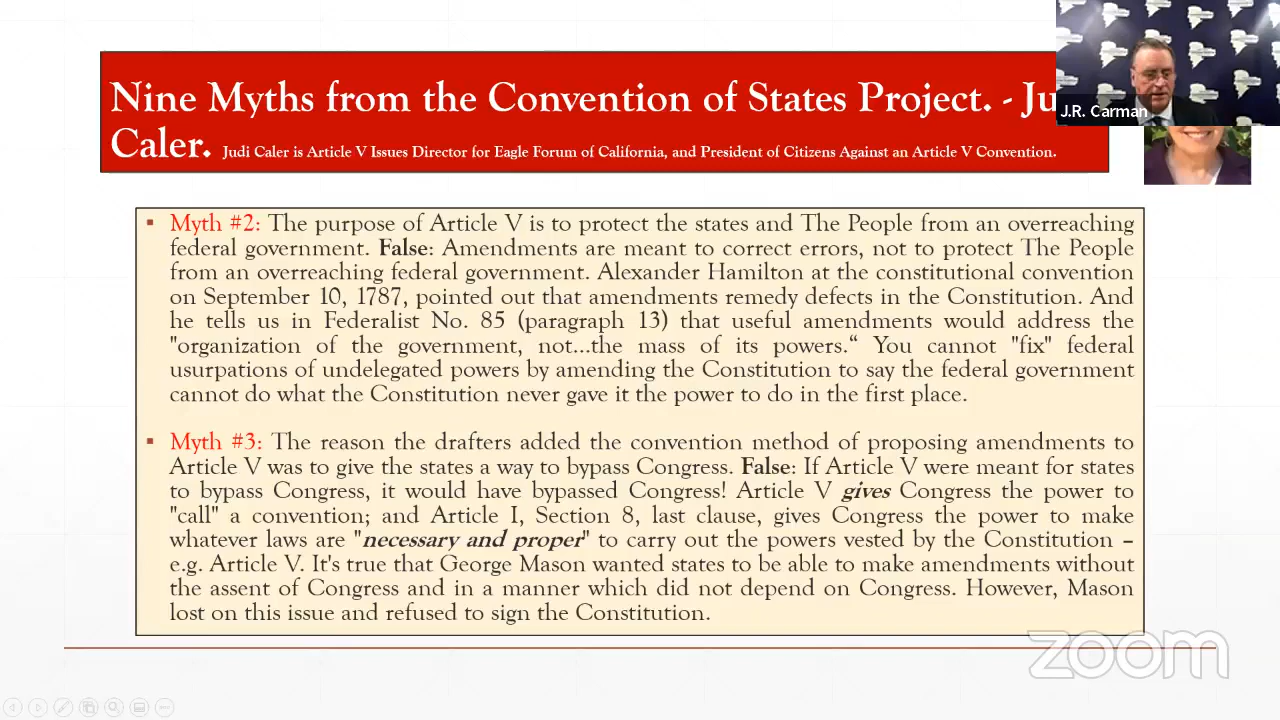 Nine Myths from the Convention of States Project. - Ju
Caler. Judi Caler is Article V Issues Director for Eagle Forum of California, and President of Citizens Against an Article V Convention.
J.R. Carman
▪ Myth #2: The purpose of Article V is to protect the states and The People from an overreaching
federal government. False: Amendments are meant to correct errors, not to protect The People
from an overreaching federal government. Alexander Hamilton at the constitutional convention
on September 10, 1787, pointed out that amendments remedy defects in the Constitution. And
he tells us in Federalist No. 85 (paragraph 13) that useful amendments would address the
"organization of the government, not...the mass of its powers.“ You cannot "fix" federal
usurpations of undelegated powers by amending the Constitution to say the federal government
cannot do what the Constitution never gave it the power to do in the first place.
▪ Myth #3: The reason the drafters added the convention method of proposing amendments to
Article V was to give the states a way to bypass Congress. False: If Article V were meant for states
to bypass Congress, it would have bypassed Congress! Article V gives Congress the power to
"call" a convention; and Article I, Section 8, last clause, gives Congress the power to make
whatever laws are "necessary and proper" to carry out the powers vested by the Constitution –
e.g. Article V. It's true that George Mason wanted states to be able to make amendments without
the assent of Congress and in a manner which did not depend on Congress. However, Mason
lost on this issue and refused to sign the Constitution.
zoom